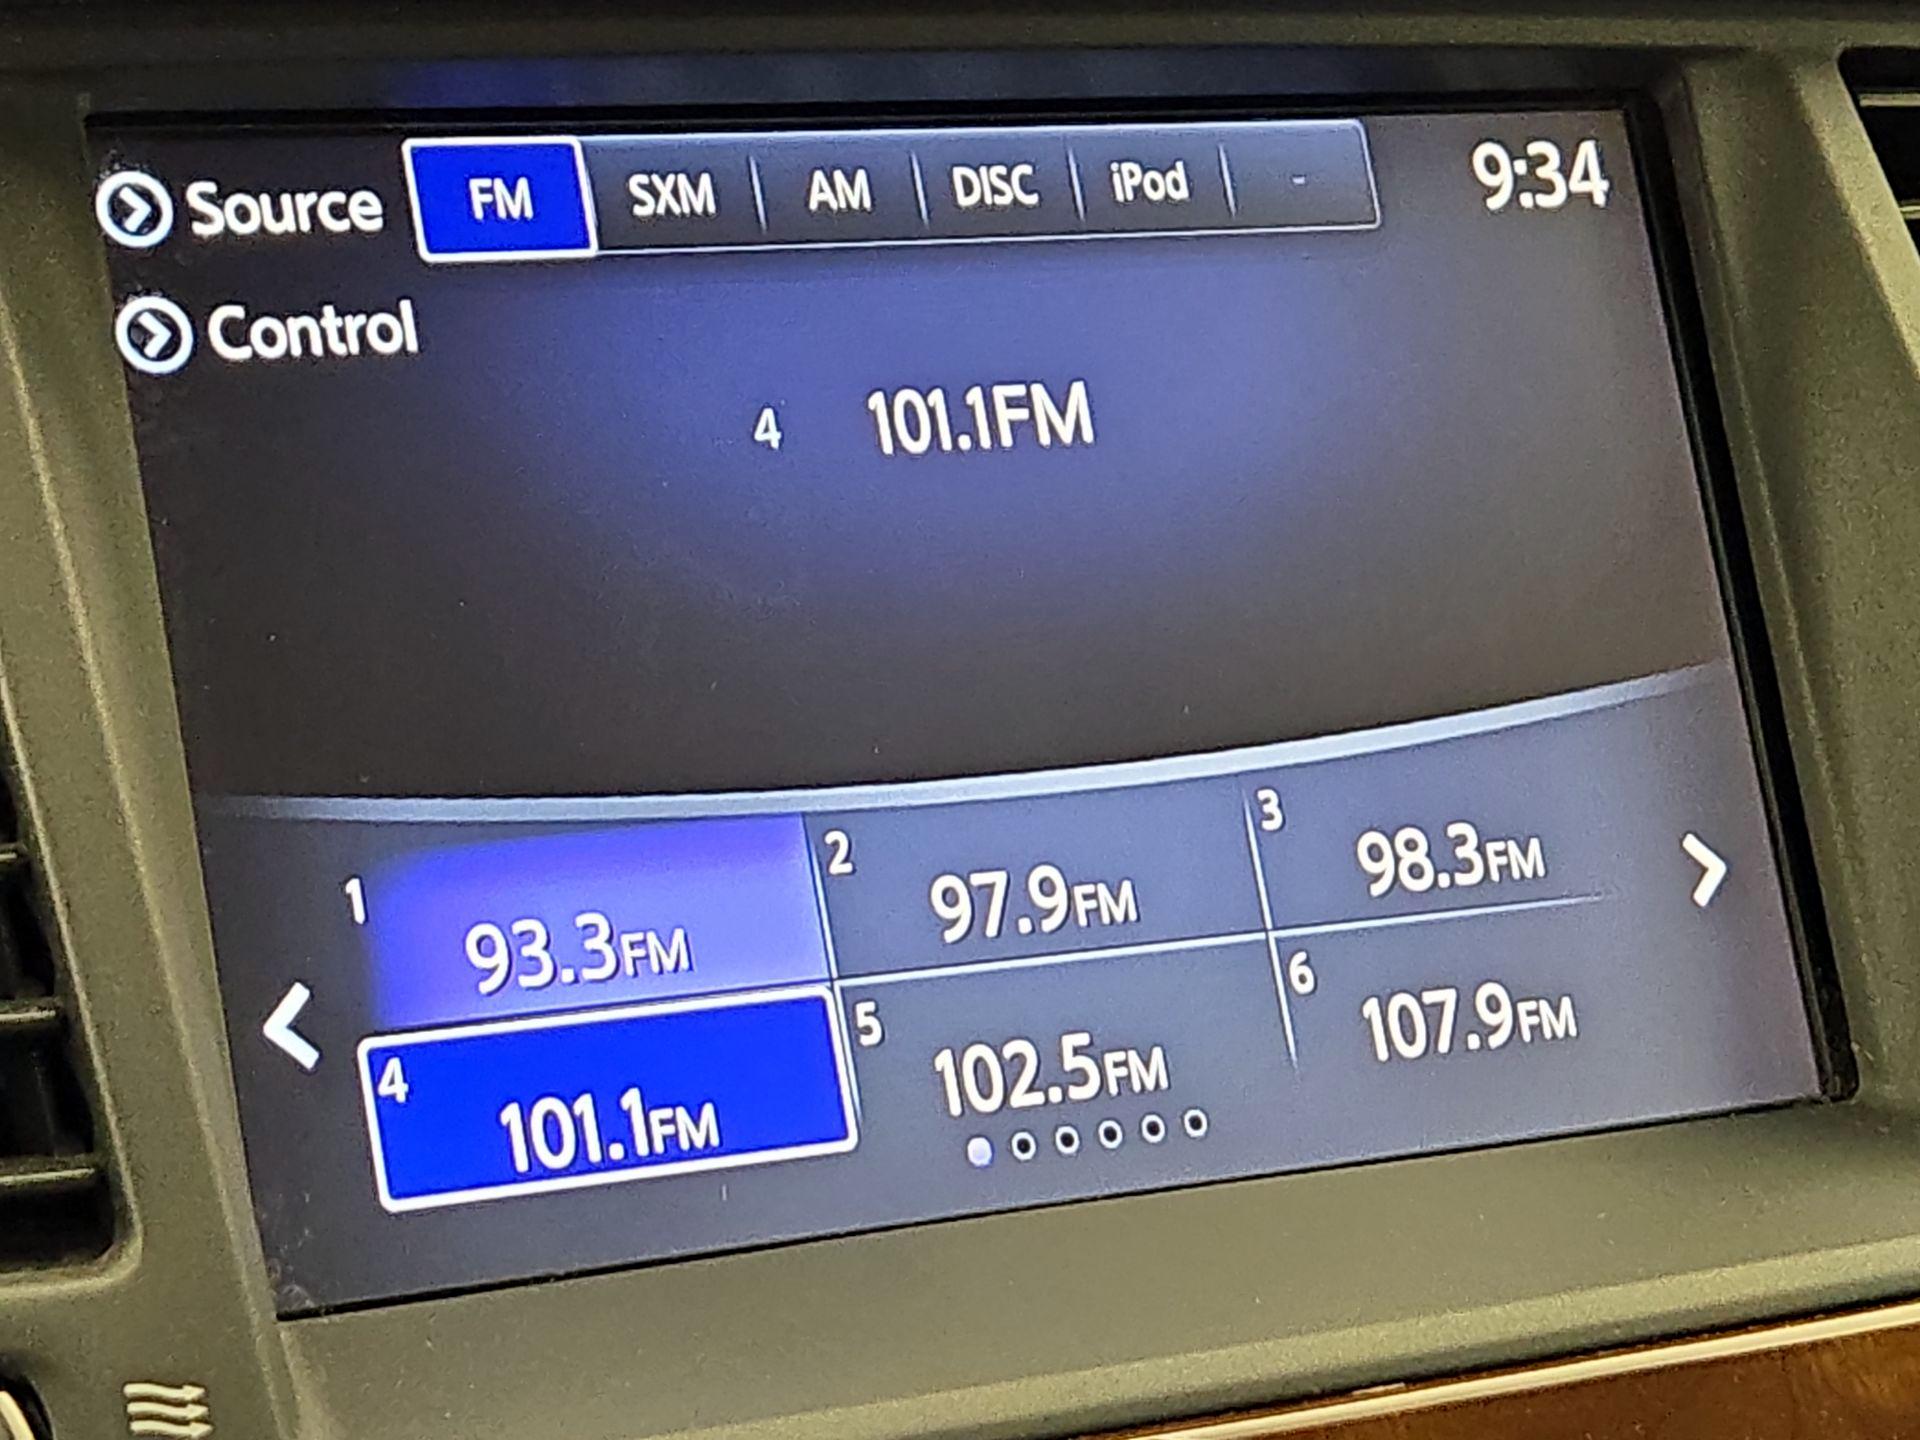 Source FM SXM AM DISC iPod - 9:34
Control
4 101.1FM
1 93.3FM 2 97.9FM 3 98.3FM
4 101.1FM 5 102.5FM 6 107.9FM